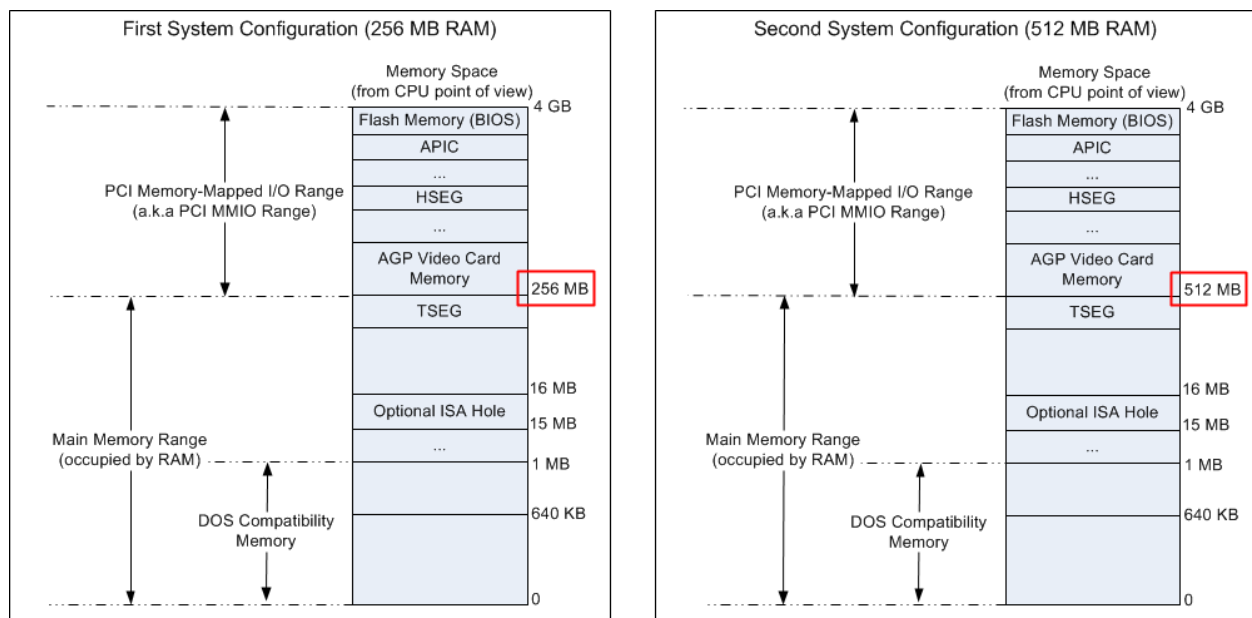 First System Configuration (256 MB RAM)
Memory Space
(from CPU point of view)
4 GB
Flash Memory (BIOS)
APIC
...
PCI Memory-Mapped I/O Range
(a.k.a PCI MMIO Range)
HSEG
...
AGP Video Card
Memory
256 MB
TSEG
16 MB
Optional ISA Hole
15 MB
Main Memory Range
(occupied by RAM)
...
1 MB
640 KB
DOS Compatibility
Memory
0
Second System Configuration (512 MB RAM)
Memory Space
(from CPU point of view)
4 GB
Flash Memory (BIOS)
APIC
...
PCI Memory-Mapped I/O Range
(a.k.a PCI MMIO Range)
HSEG
...
AGP Video Card
Memory
512 MB
TSEG
16 MB
Optional ISA Hole
15 MB
Main Memory Range
(occupied by RAM)
...
1 MB
640 KB
DOS Compatibility
Memory
0